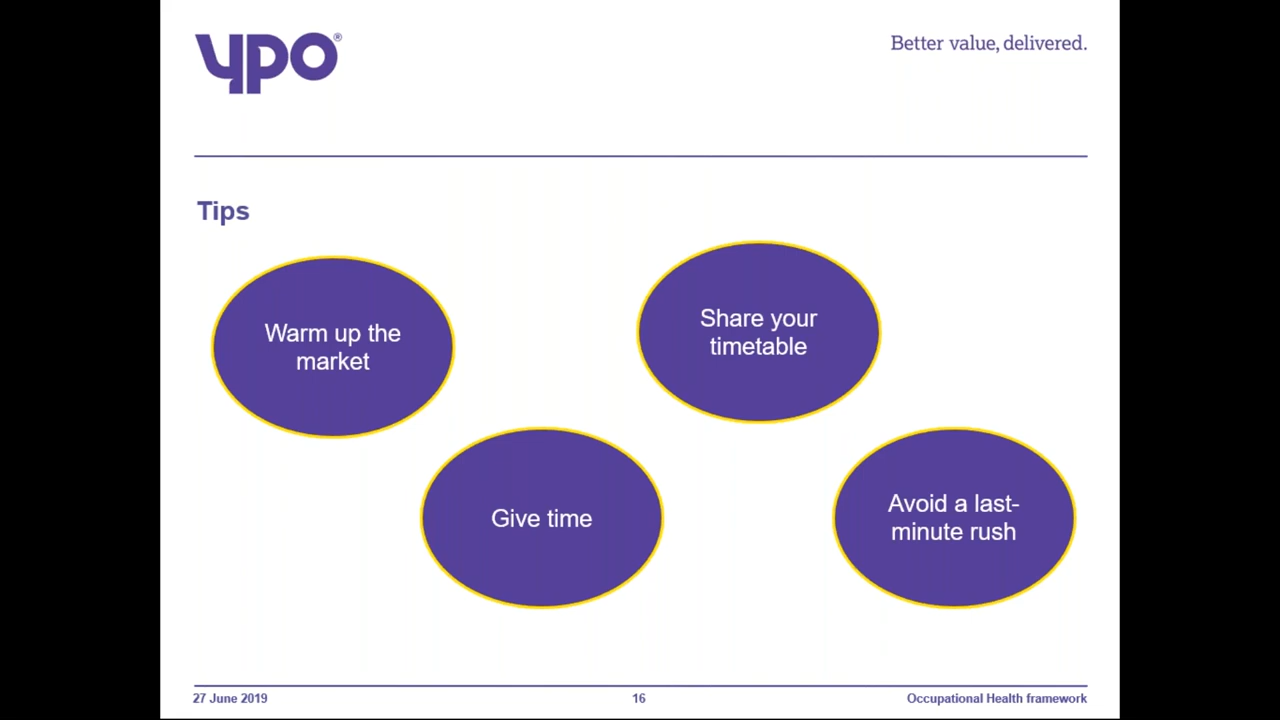 ypo®
Better value, delivered.
Tips
Warm up the
market
Give time
Share your
timetable
Avoid a last-
minute rush
27 June 2019
16
Occupational Health framework